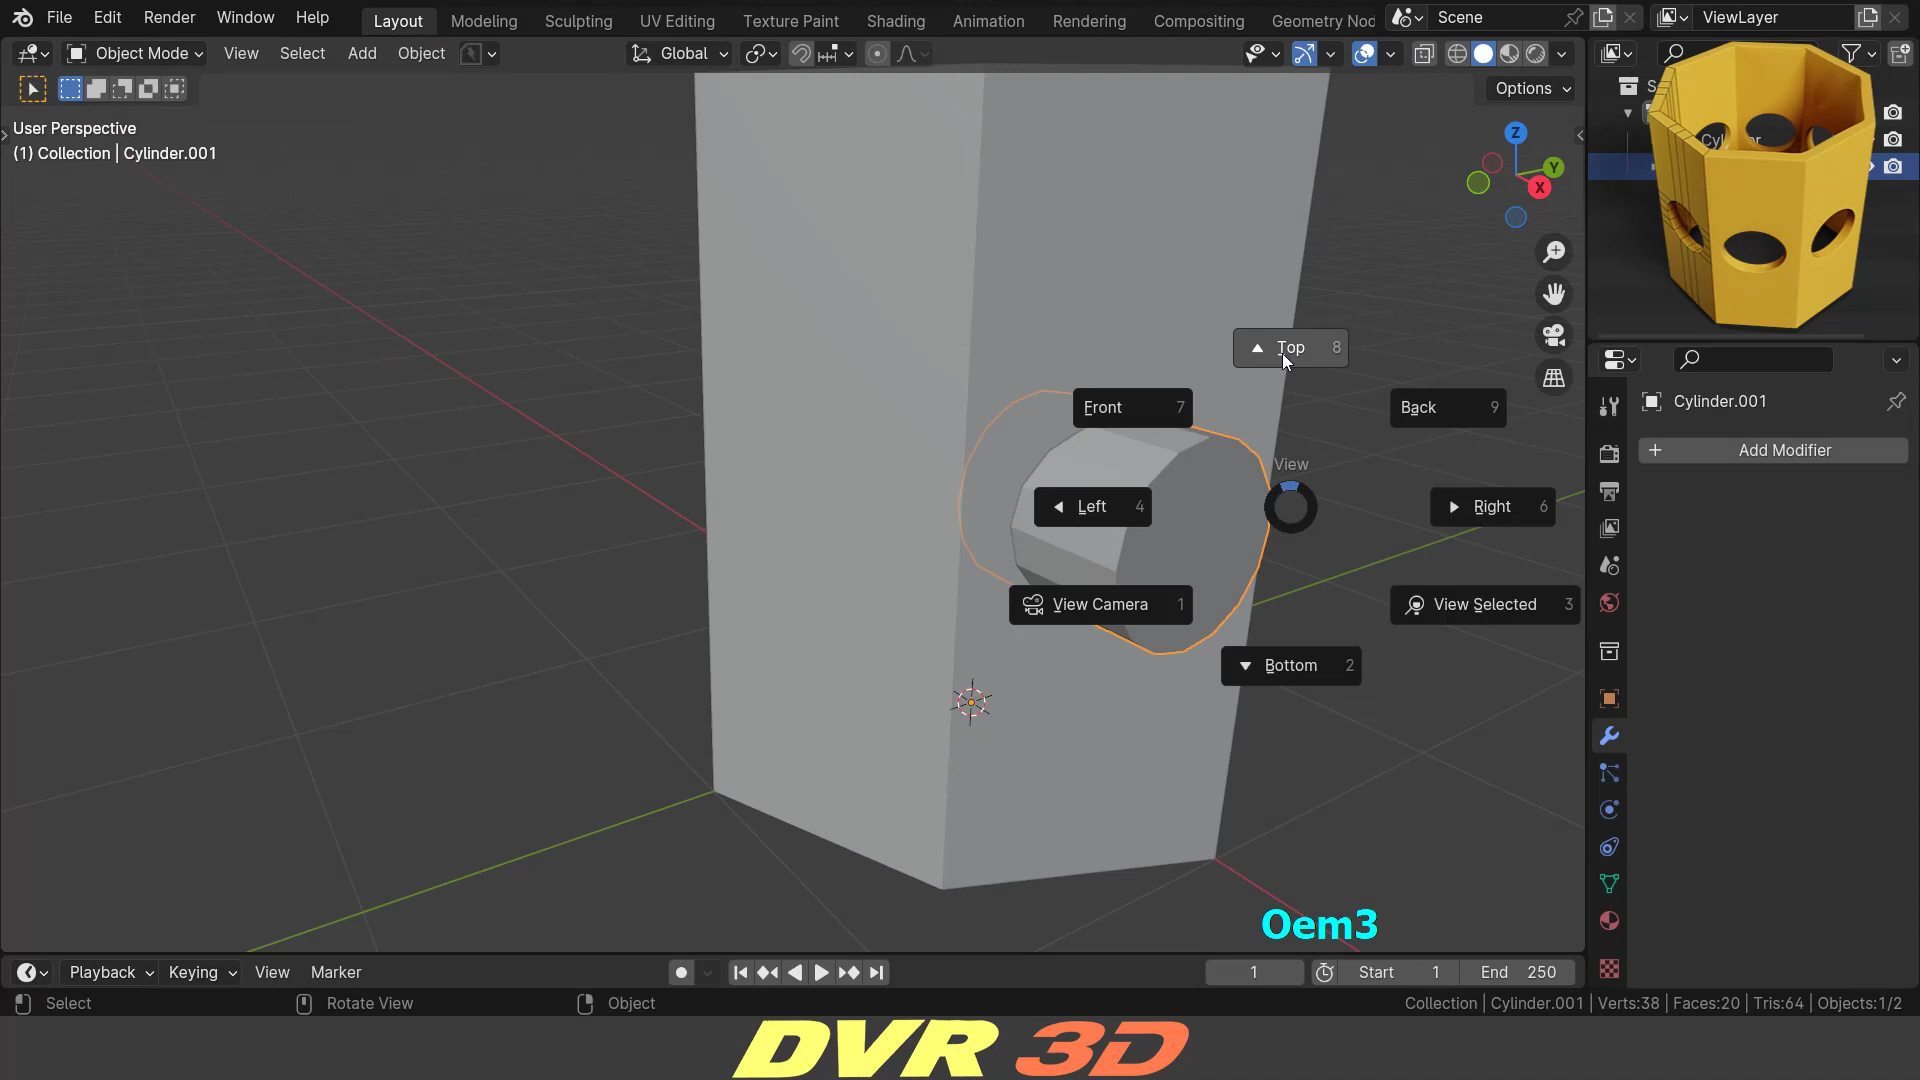 File Edit Render Window Help Layout Modeling Sculpting UV Editing Texture Paint Shading Animation Rendering Compositing Geometry Nod Scene ViewLayer
Object Mode View Select Add Object Global
Options
User Perspective
(1) Collection | Cylinder.001
Z
Y
X
Top 8
Front 7
Back 9
View
Left 4
Right 6
View Camera 1
View Selected 3
Bottom 2
Cylinder.001
Add Modifier
Oem3
Playback Keying View Marker 1 Start 1 End 250
Select Rotate View Object Collection | Cylinder.001 | Verts:38 | Faces:20 | Tris:64 | Objects:1/2
DVR 3D